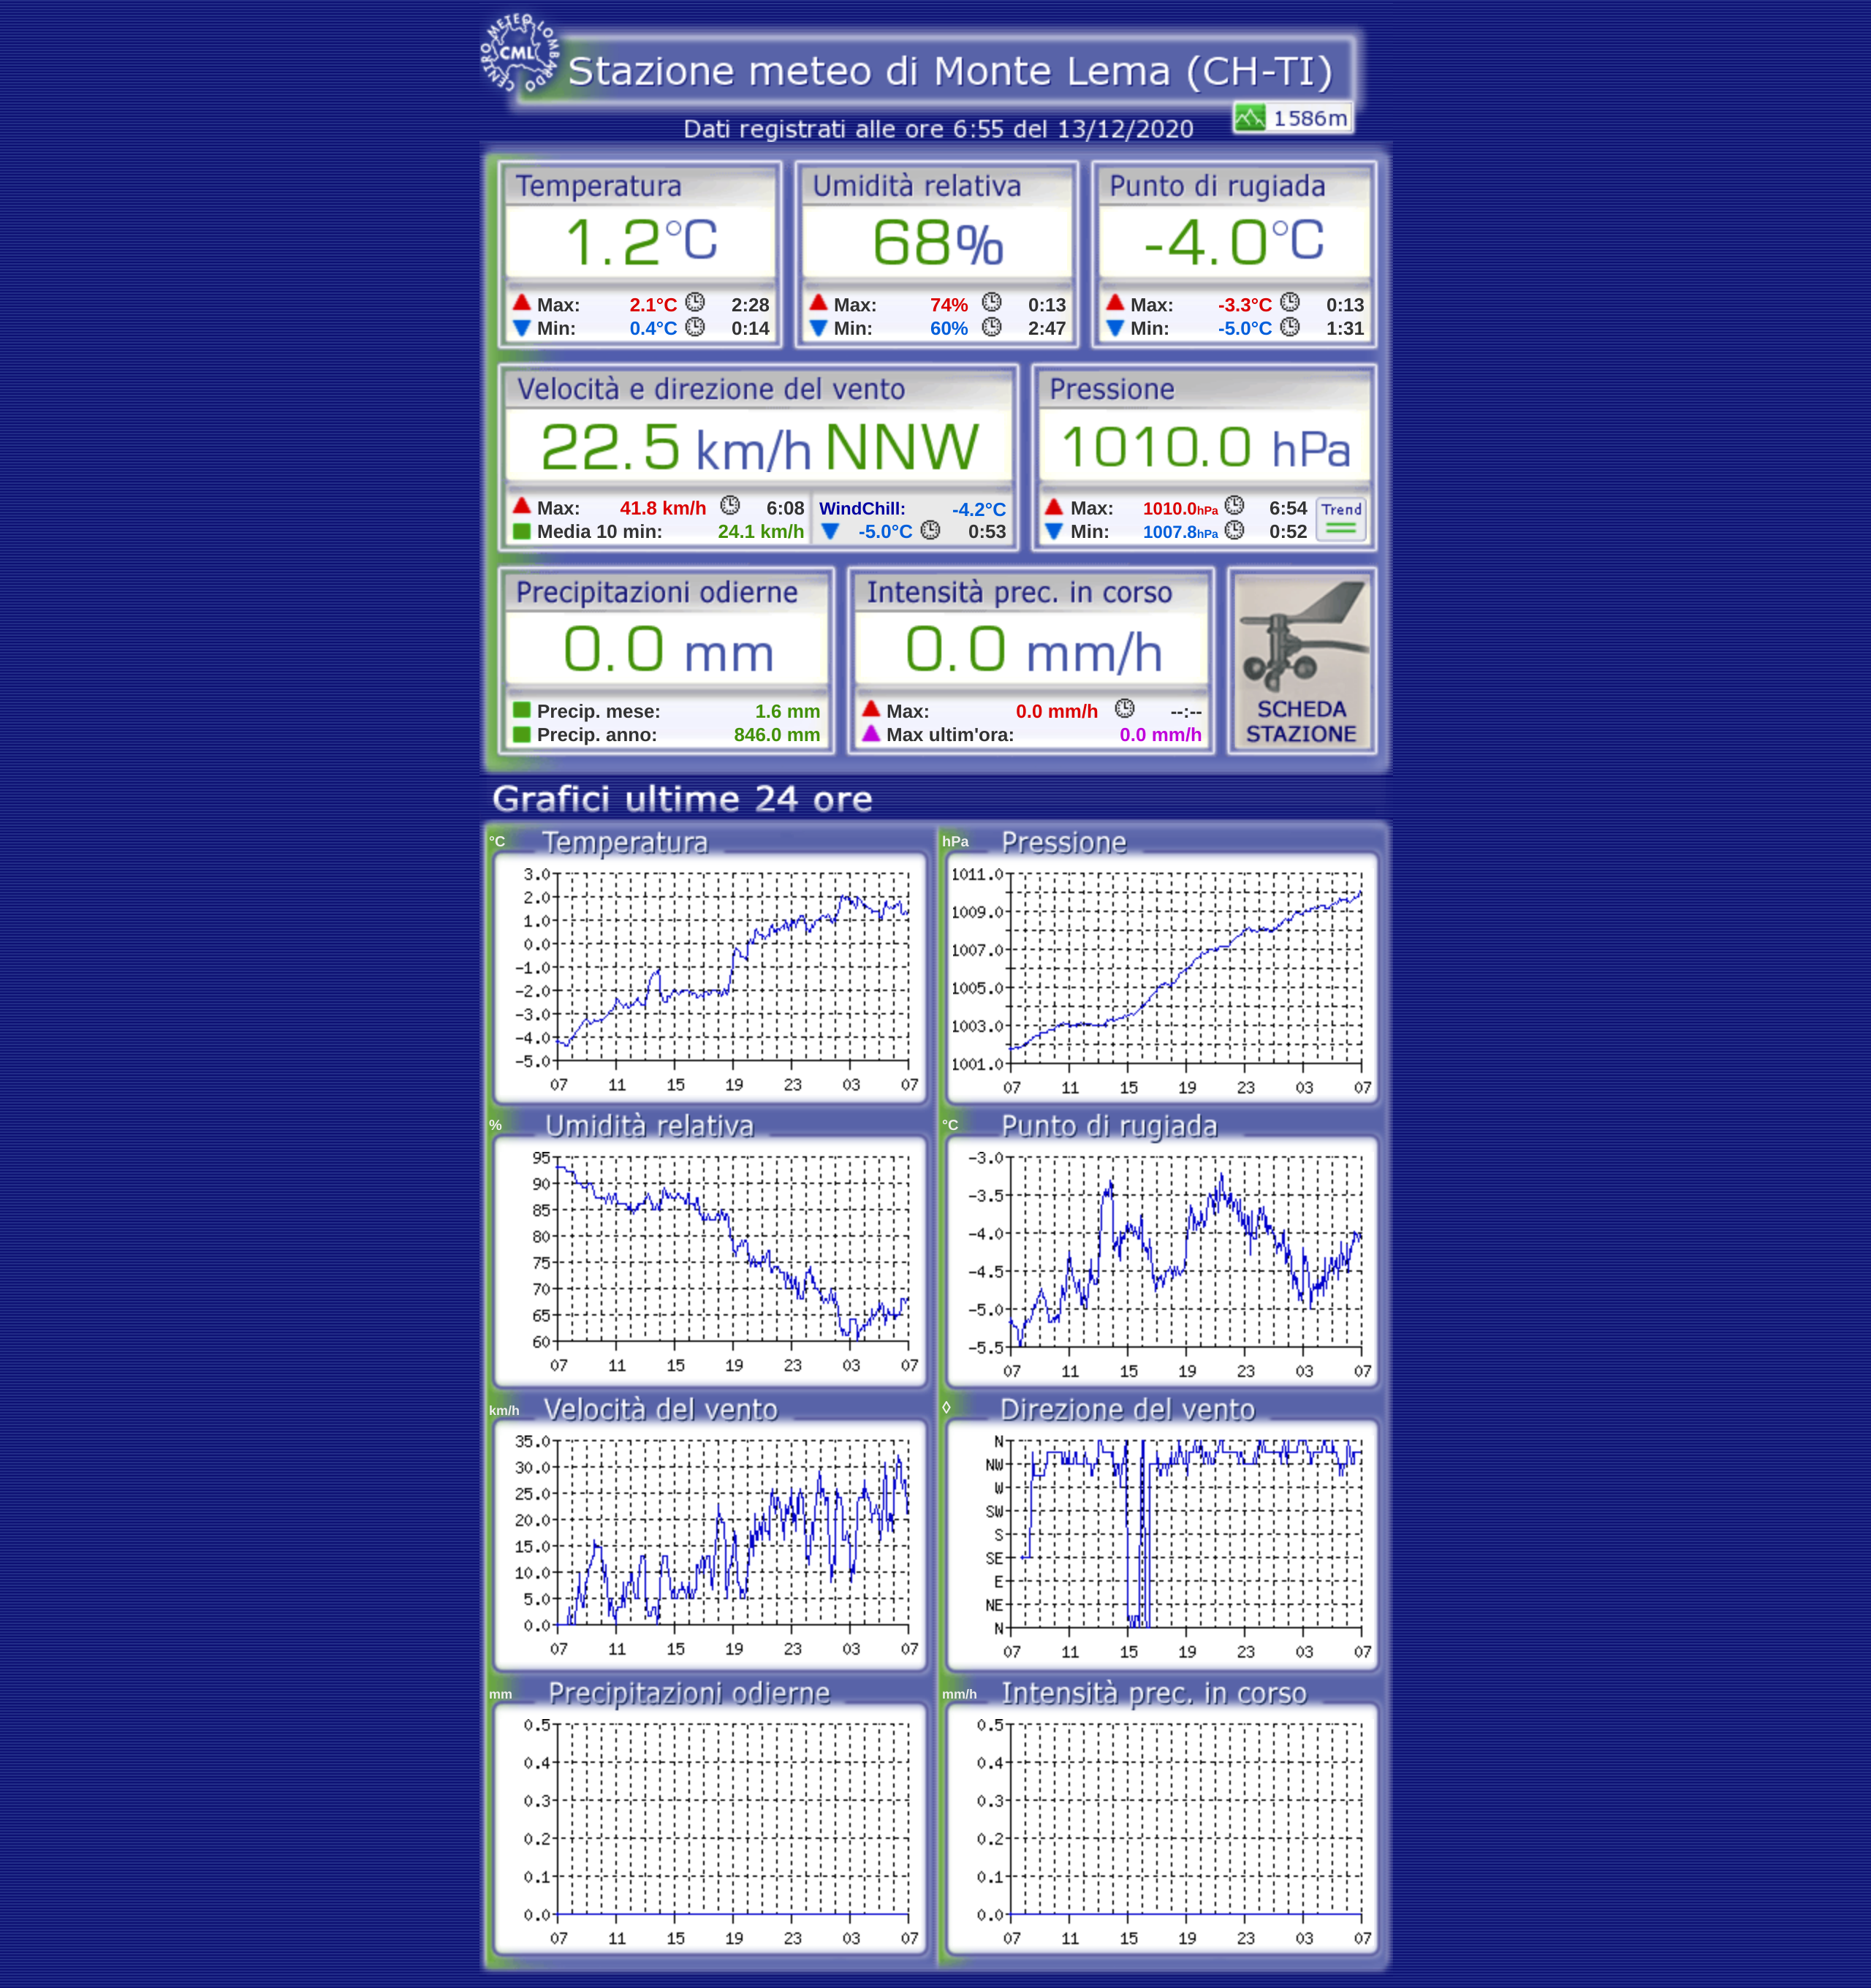 CENTRO METEO LOMBARDO
CML
Stazione meteo di Monte Lema (CH-TI)
1586m
Dati registrati alle ore 6:55 del 13/12/2020
Temperatura
1.2°C
Max: 2.1°C 2:28
Min: 0.4°C 0:14
Umidità relativa
68%
Max: 74% 0:13
Min: 60% 2:47
Punto di rugiada
-4.0°C
Max: -3.3°C 0:13
Min: -5.0°C 1:31
Velocità e direzione del vento
22.5 km/h NNW
Max: 41.8 km/h 6:08
Media 10 min: 24.1 km/h
WindChill: -4.2°C
-5.0°C 0:53
Pressione
1010.0 hPa
Max: 1010.0hPa 6:54
Min: 1007.8hPa 0:52
Trend
Precipitazioni odierne
0.0 mm
Precip. mese: 1.6 mm
Precip. anno: 846.0 mm
Intensità prec. in corso
0.0 mm/h
Max: 0.0 mm/h --:--
Max ultim'ora: 0.0 mm/h
SCHEDA
STAZIONE
Grafici ultime 24 ore
°C Temperatura
3.0
2.0
1.0
0.0
-1.0
-2.0
-3.0
-4.0
-5.0
07 11 15 19 23 03 07
hPa Pressione
1011.0
1009.0
1007.0
1005.0
1003.0
1001.0
07 11 15 19 23 03 07
% Umidità relativa
95
90
85
80
75
70
65
60
07 11 15 19 23 03 07
°C Punto di rugiada
-3.0
-3.5
-4.0
-4.5
-5.0
-5.5
07 11 15 19 23 03 07
km/h Velocità del vento
35.0
30.0
25.0
20.0
15.0
10.0
5.0
0.0
07 11 15 19 23 03 07
◊ Direzione del vento
N
NW
W
SW
S
SE
E
NE
N
07 11 15 19 23 03 07
mm Precipitazioni odierne
0.5
0.4
0.3
0.2
0.1
0.0
07 11 15 19 23 03 07
mm/h Intensità prec. in corso
0.5
0.4
0.3
0.2
0.1
0.0
07 11 15 19 23 03 07